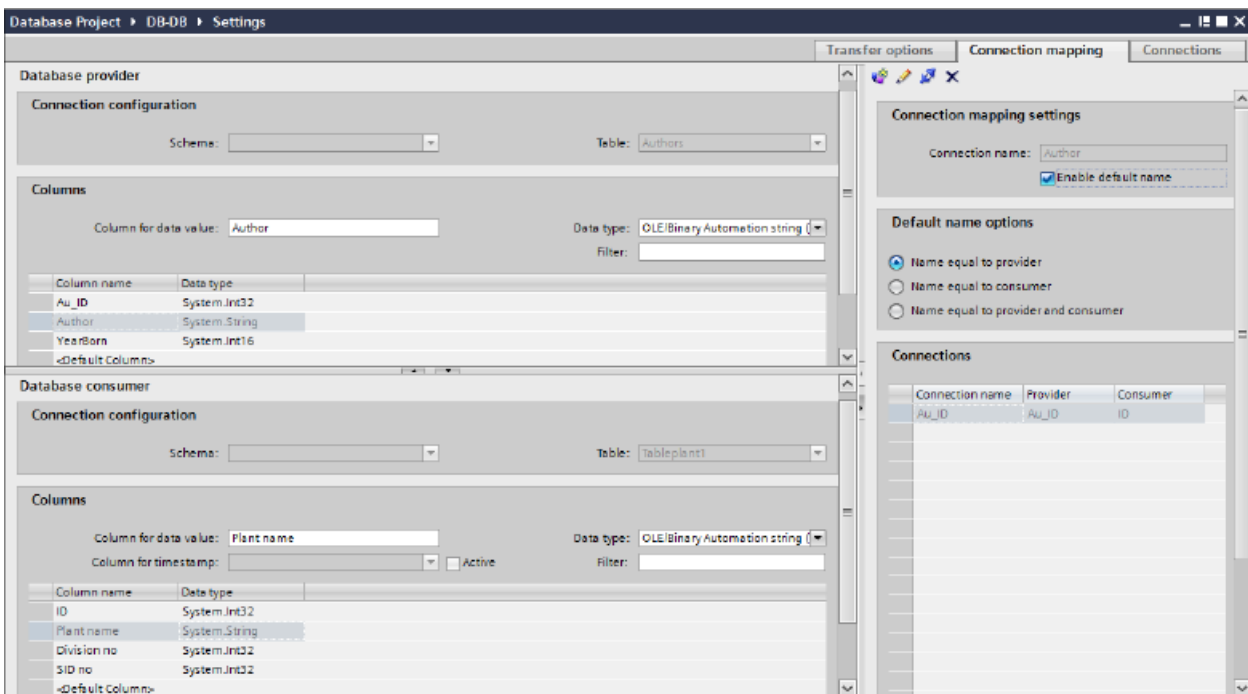 Database Project ▸ DB-DB ▸ Settings
Transfer options Connection mapping Connections
Database provider
Connection configuration
Schema: Table: Authors
Columns
Column for data value: Author Data type: OLE/Binary Automation string (
Filter:
Column name Data type
Au_ID System.Int32
Author System.String
YearBorn System.Int16
<Default Column>
Database consumer
Connection configuration
Schema: Table: Tableplant1
Columns
Column for data value: Plant name Data type: OLE/Binary Automation string (
Column for timestamp: Active Filter:
Column name Data type
ID System.Int32
Plant name System.String
Division no System.Int32
SID no System.Int32
<Default Column>
Connection mapping settings
Connection name: Author
Enable default name
Default name options
Name equal to provider
Name equal to consumer
Name equal to provider and consumer
Connections
Connection name Provider Consumer
Au_ID Au_ID ID